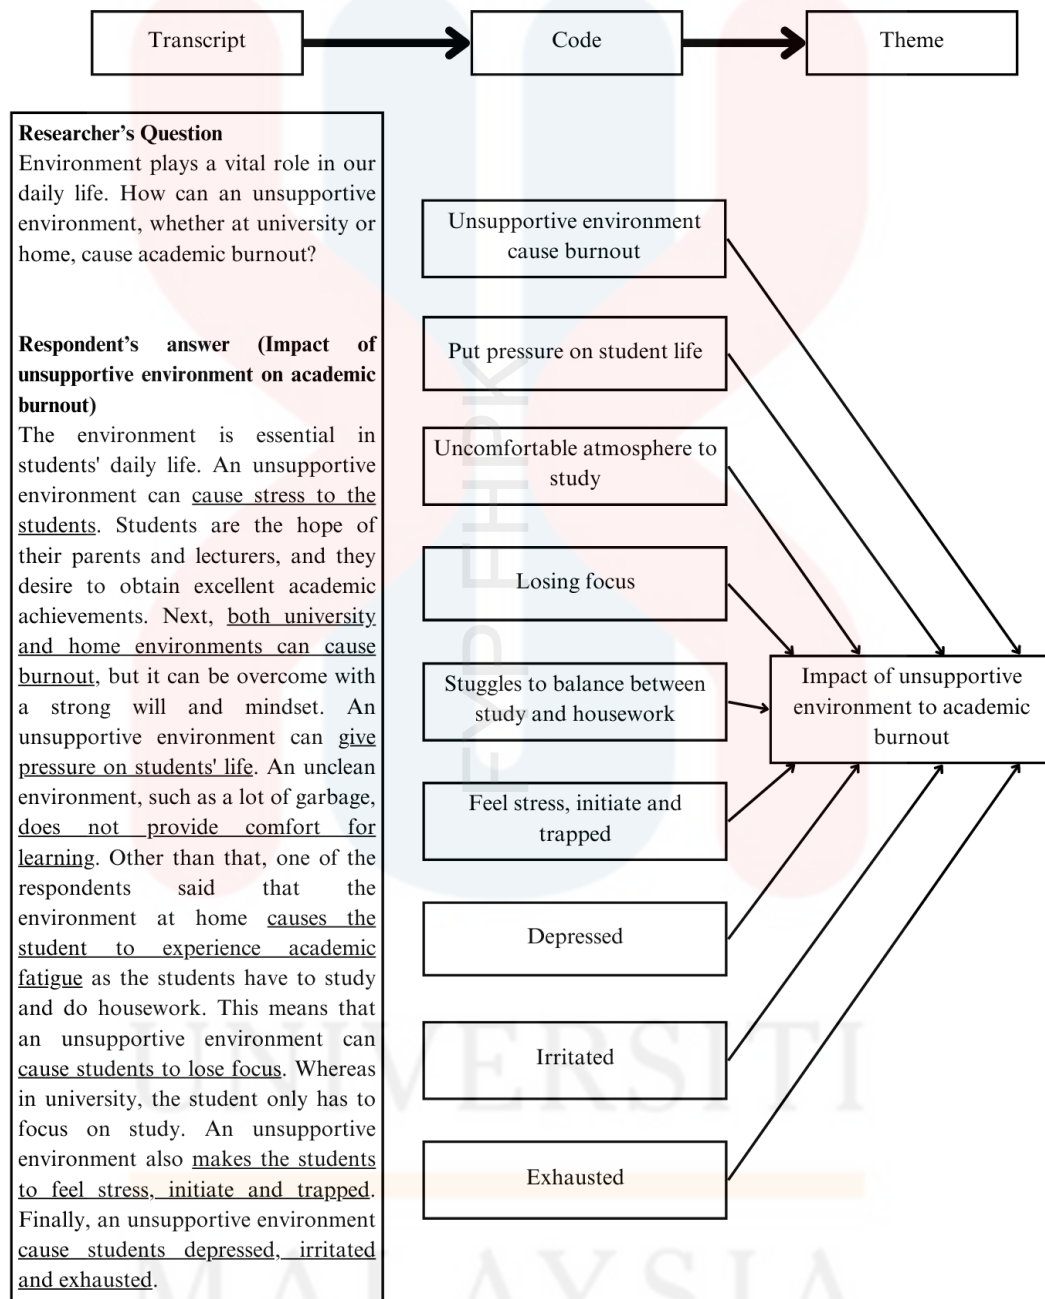 Transcript
Code
Theme
Researcher's Question
Environment plays a vital role in our
daily life. How can an unsupportive
environment, whether at university or
home, cause academic burnout?
Respondent's answer (Impact of
unsupportive environment on academic
burnout)
The environment is essential in
students' daily life. An unsupportive
environment can cause stress to the
students. Students are the hope of
their parents and lecturers, and they
desire to obtain excellent academic
achievements. Next, both university
and home environments can cause
burnout, but it can be overcome with
a strong will and mindset. An
unsupportive environment can give
pressure on students' life. An unclean
environment, such as a lot of garbage,
does not provide comfort for
learning. Other than that, one of the
respondents said that the
environment at home causes the
student to experience academic
fatigue as the students have to study
and do housework. This means that
an unsupportive environment can
cause students to lose focus. Whereas
in university, the student only has to
focus on study. An unsupportive
environment also makes the students
to feel stress, initiate and trapped.
Finally, an unsupportive environment
cause students depressed, irritated
and exhausted.
Unsupportive environment
cause burnout
Put pressure on student life
Uncomfortable atmosphere to
study
Losing focus
Stuggles to balance between
study and housework
Feel stress, initiate and
trapped
Depressed
Irritated
Exhausted
Impact of unsupportive
environment to academic
burnout
FYP FHPK
UNIVERSITI
MALAYSIA